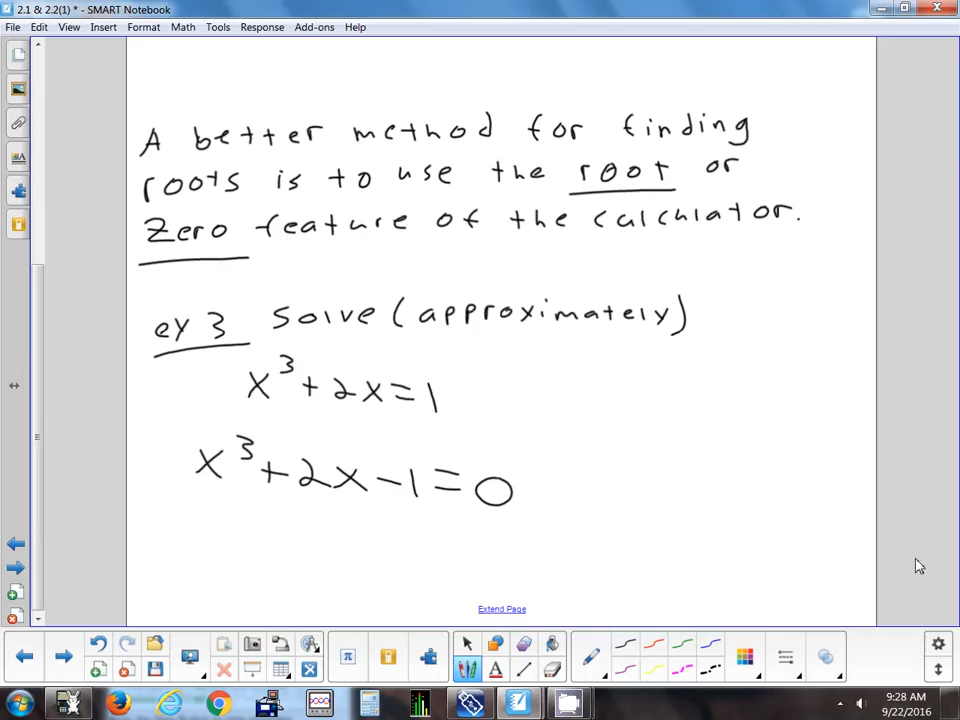 2.1 & 2.2(1) * - SMART Notebook
File Edit View Insert Format Math Tools Response Add-ons Help
A better method for finding
roots is to use the root or
Zero feature of the calculator.
ex 3 solve (approximately)
x³+2x=1
x³+2x-1=0
Extend Page
9:28 AM
9/22/2016